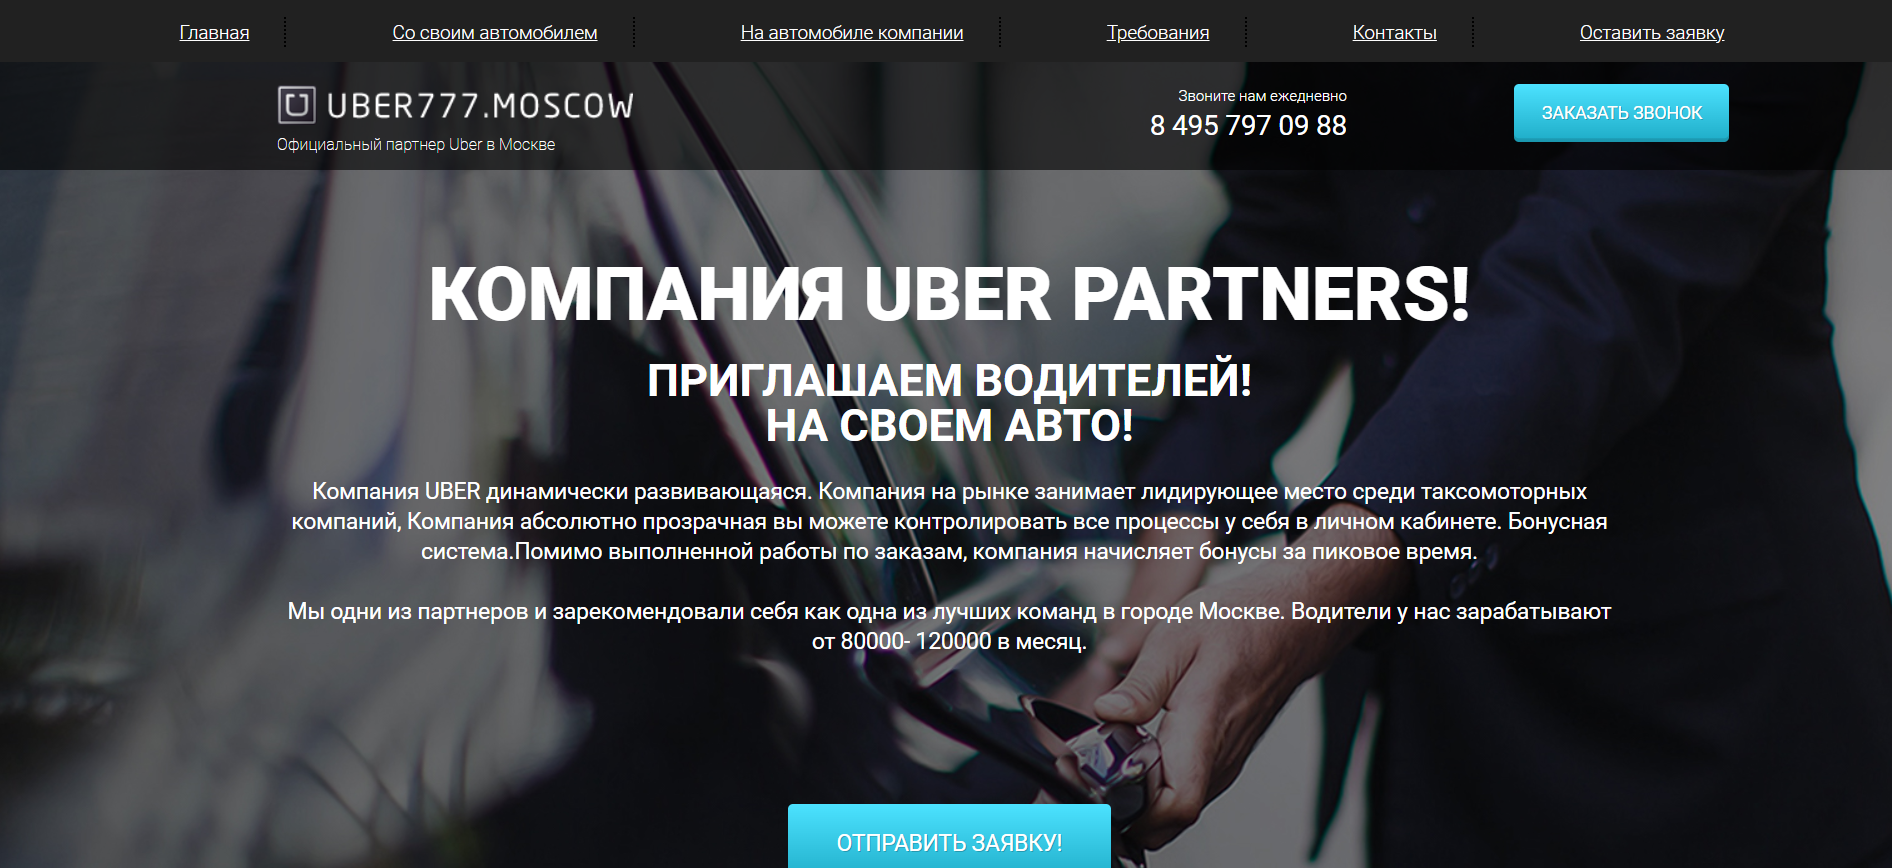 Главная
Со своим автомобилем
На автомобиле компании
Требования
Контакты
Оставить заявку
UBER777.MOSCOW
Официальный партнер Uber в Москве
Звоните нам ежедневно
8 495 797 09 88
ЗАКАЗАТЬ ЗВОНОК
КОМПАНИЯ UBER PARTNERS!
ПРИГЛАШАЕМ ВОДИТЕЛЕЙ!
НА СВОЕМ АВТО!
Компания UBER динамически развивающаяся. Компания на рынке занимает лидирующее место среди таксомоторных
компаний, Компания абсолютно прозрачная вы можете контролировать все процессы у себя в личном кабинете. Бонусная
система.Помимо выполненной работы по заказам, компания начисляет бонусы за пиковое время.
Мы одни из партнеров и зарекомендовали себя как одна из лучших команд в городе Москве. Водители у нас зарабатывают
от 80000- 120000 в месяц.
ОТПРАВИТЬ ЗАЯВКУ!